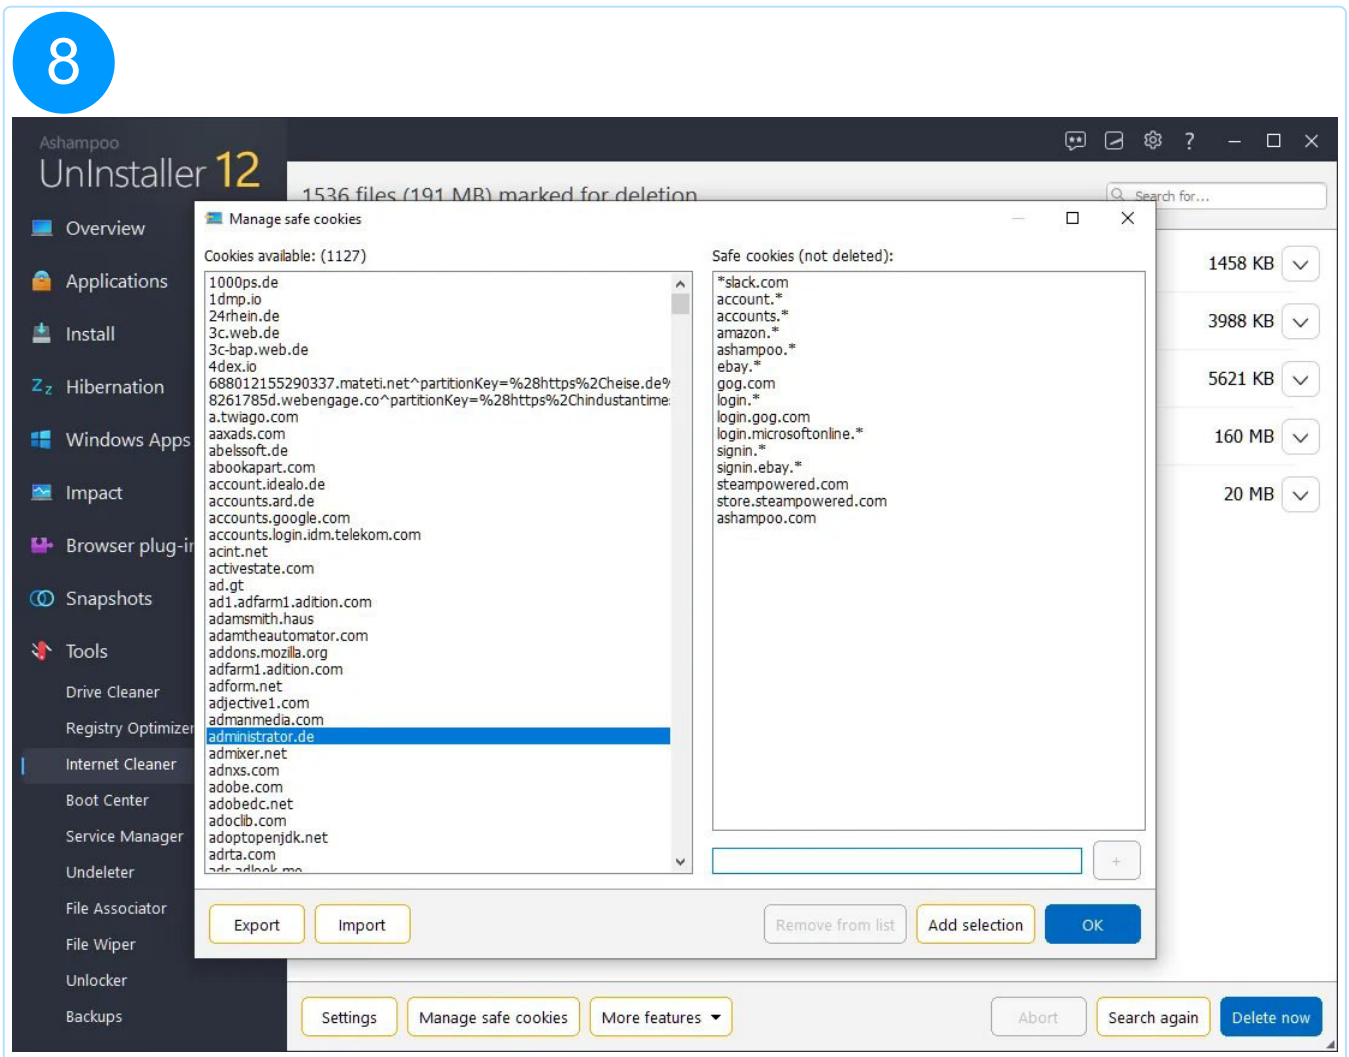 8
Ashampoo
UnInstaller 12
1536 files (191 MB) marked for deletion
Search for...
Overview
Applications
Install
Hibernation
Windows Apps
Impact
Browser plug-in
Snapshots
Tools
Drive Cleaner
Registry Optimizer
Internet Cleaner
Boot Center
Service Manager
Undeleter
File Associator
File Wiper
Unlocker
Backups
Manage safe cookies
Cookies available: (1127)
1000ps.de
1dmp.io
24rhein.de
3c.web.de
3c-bap.web.de
4dex.io
688012155290337.mateti.net^partitionKey=%28https%2Cheise.de%
8261785d.webengage.co^partitionKey=%28https%2Chindustantime
a.twiago.com
aaxads.com
abelssoft.de
abookapart.com
account.idealo.de
accounts.ard.de
accounts.google.com
accounts.login.idm.telekom.com
acint.net
activestate.com
ad.gt
ad1.adfarm1.adition.com
adamsmith.haus
adamtheautomator.com
addons.mozilla.org
adfarm1.adition.com
adform.net
adjective1.com
admanmedia.com
administrator.de
admixer.net
adnxs.com
adobe.com
adobedc.net
adoclib.com
adoptopenjdk.net
adrta.com
ads.adlook.me
Safe cookies (not deleted):
*slack.com
account.*
accounts.*
amazon.*
ashampoo.*
ebay.*
gog.com
login.*
login.gog.com
login.microsoftonline.*
signin.*
signin.ebay.*
steampowered.com
store.steampowered.com
ashampoo.com
+
Export
Import
Remove from list
Add selection
OK
1458 KB
3988 KB
5621 KB
160 MB
20 MB
Settings
Manage safe cookies
More features
Abort
Search again
Delete now